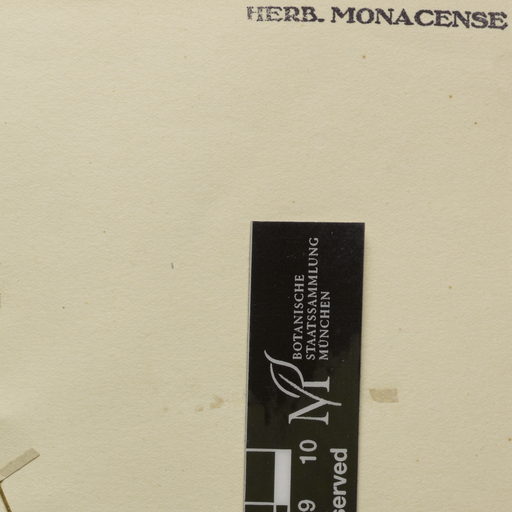 HERB. MONACENSE
BOTANISCHE
STAATSSAMMLUNG
MÜNCHEN
M
9 10
served